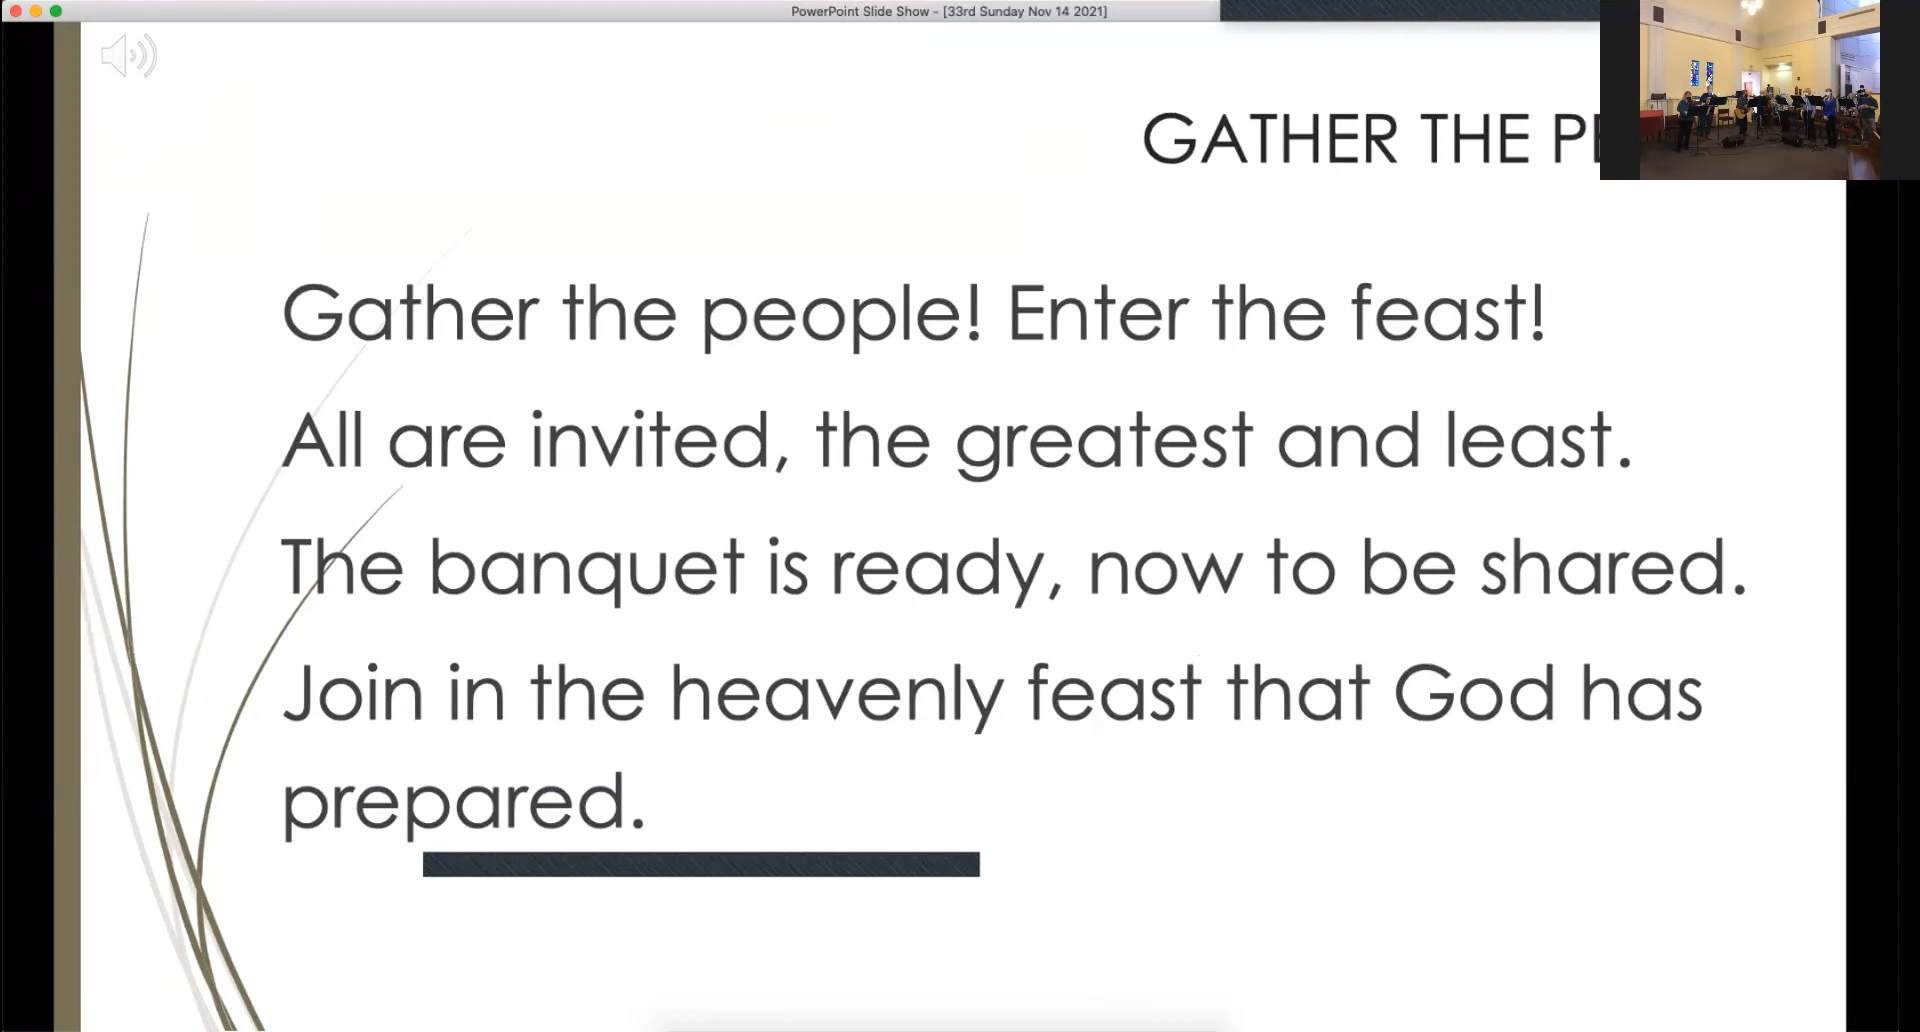 PowerPoint Slide Show - [33rd Sunday Nov 14 2021]
GATHER THE
Gather the people! Enter the feast!
All are invited, the greatest and least.
The banquet is ready, now to be shared.
Join in the heavenly feast that God has
prepared.